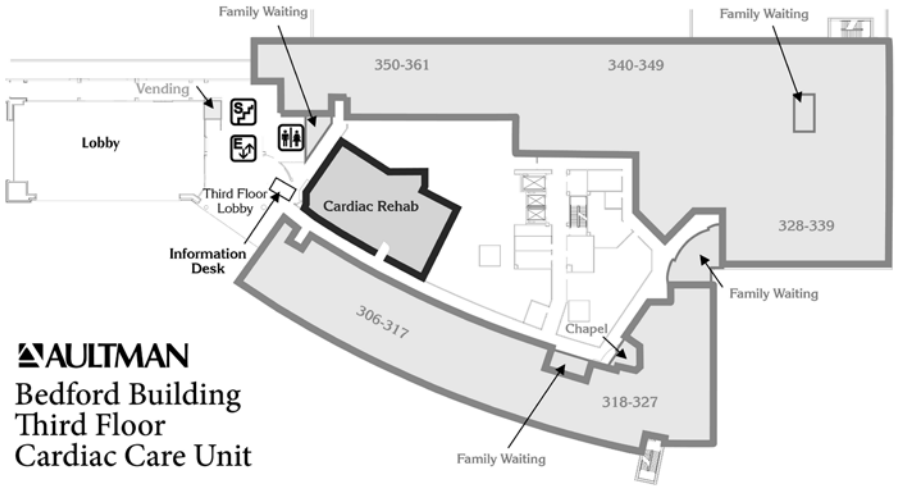 Family Waiting
Family Waiting
350-361
340-349
Vending
S
Lobby
E
Third Floor
Lobby
Cardiac Rehab
328-339
Information
Desk
Family Waiting
306-317
Chapel
318-327
Family Waiting
AULTMAN
Bedford Building
Third Floor
Cardiac Care Unit